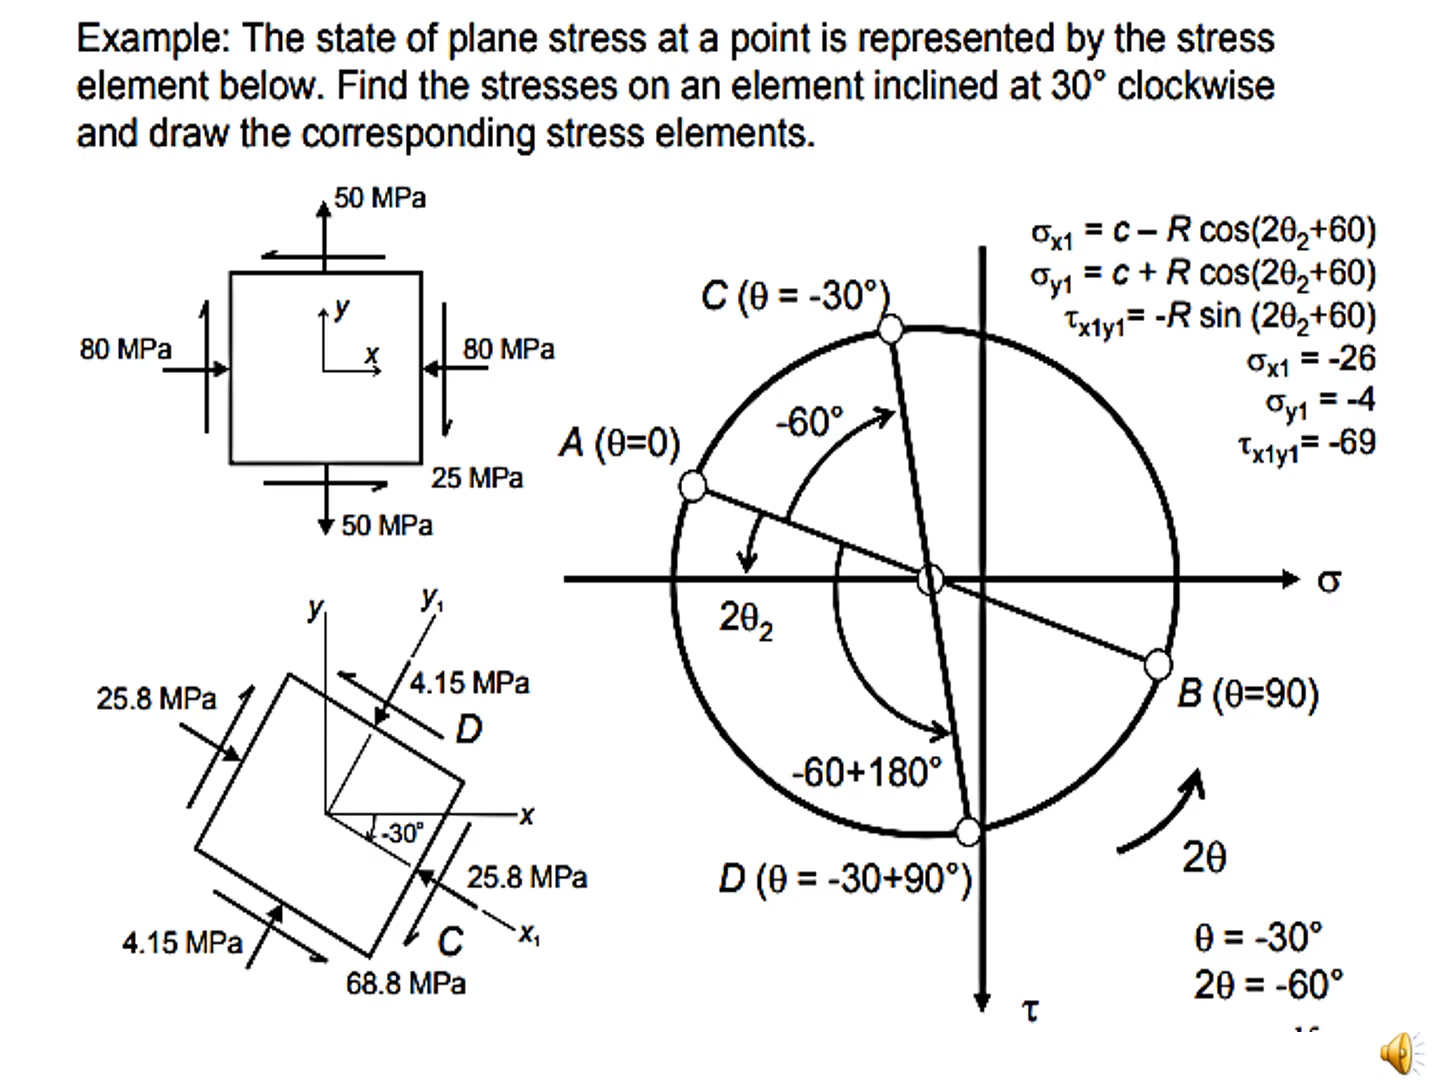 Example: The state of plane stress at a point is represented by the stress
element below. Find the stresses on an element inclined at 30° clockwise
and draw the corresponding stress elements.
50 MPa
y
x
80 MPa
80 MPa
25 MPa
50 MPa
σx1 = c – R cos(2θ2+60)
σy1 = c + R cos(2θ2+60)
τx1y1= -R sin (2θ2+60)
σx1 = -26
σy1 = -4
τx1y1= -69
C (θ = -30°)
-60°
A (θ=0)
2θ2
σ
B (θ=90)
-60+180°
D (θ = -30+90°)
2θ
τ
θ = -30°
2θ = -60°
y
y1
25.8 MPa
4.15 MPa
D
x
-30°
25.8 MPa
C
x1
4.15 MPa
68.8 MPa